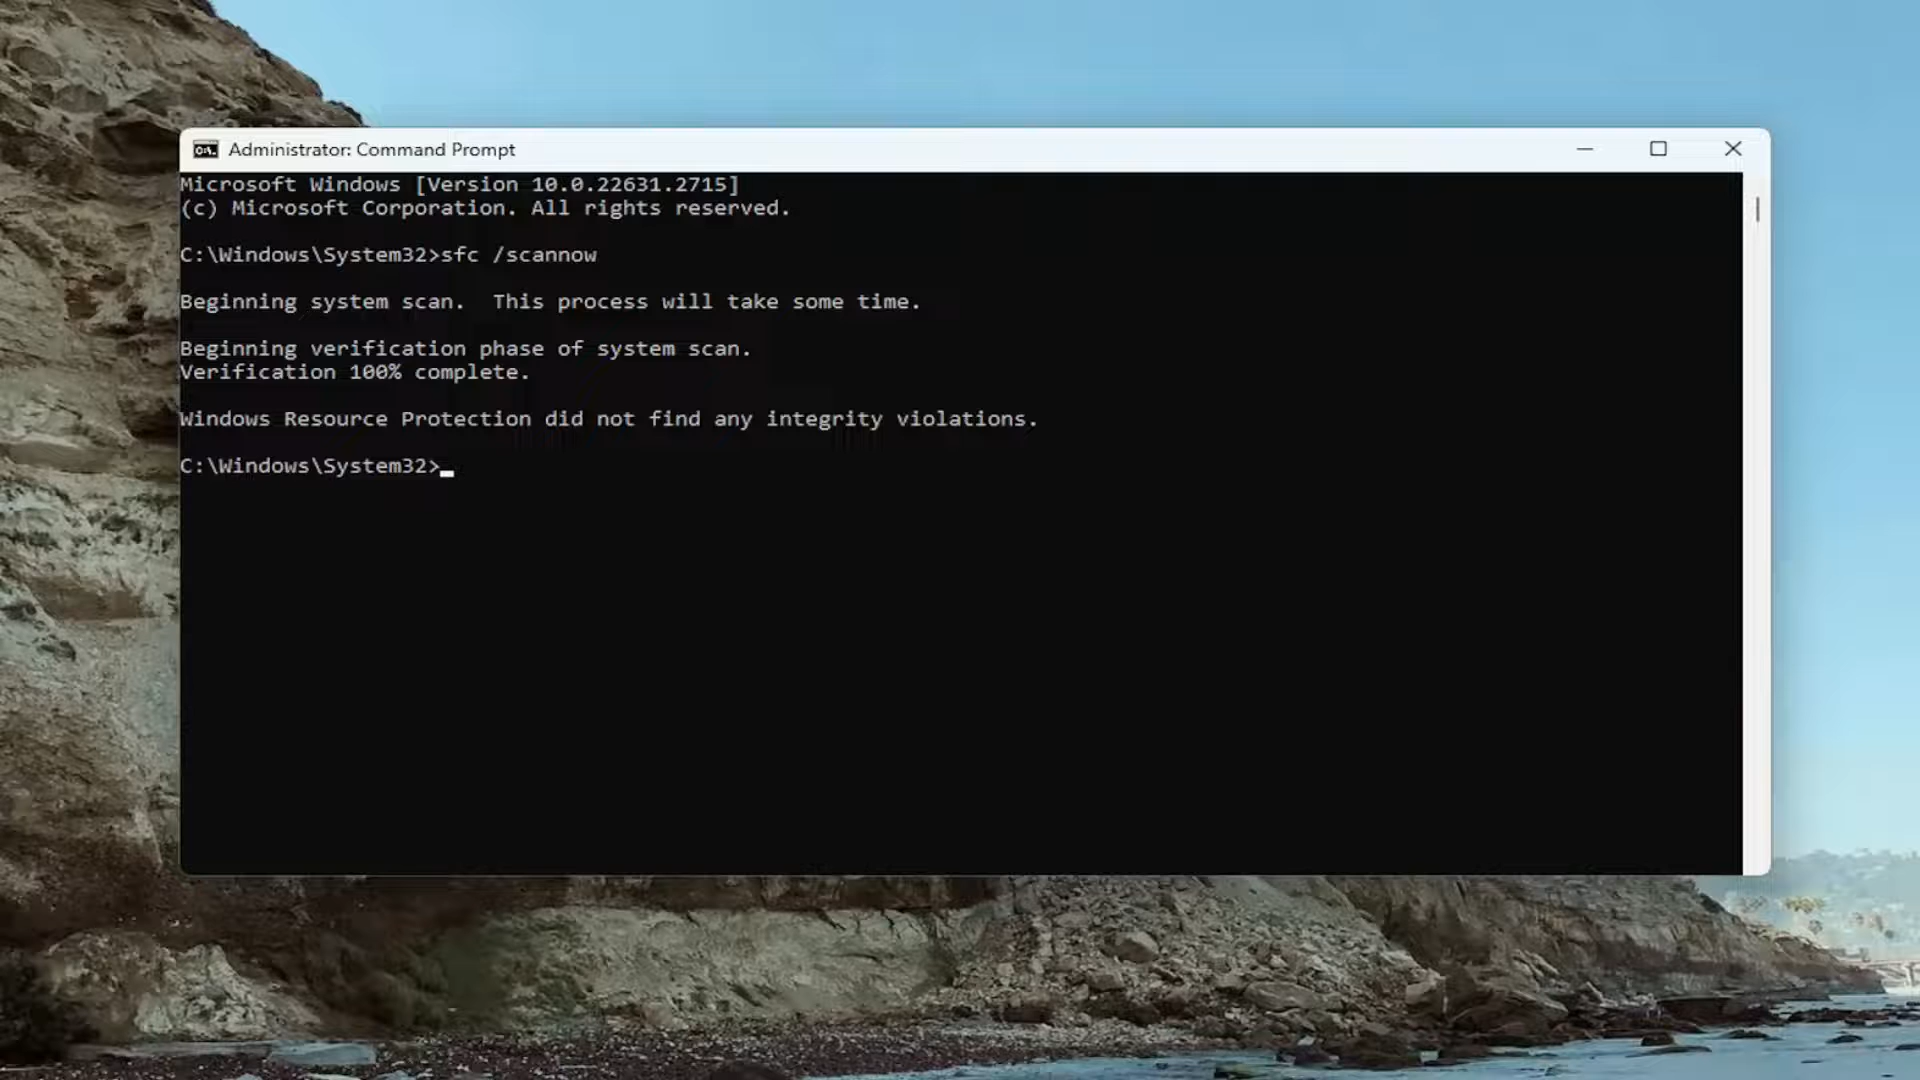 Administrator: Command Prompt
Microsoft Windows [Version 10.0.22631.2715]
(c) Microsoft Corporation. All rights reserved.
C:\Windows\System32>sfc /scannow
Beginning system scan.  This process will take some time.
Beginning verification phase of system scan.
Verification 100% complete.
Windows Resource Protection did not find any integrity violations.
C:\Windows\System32>